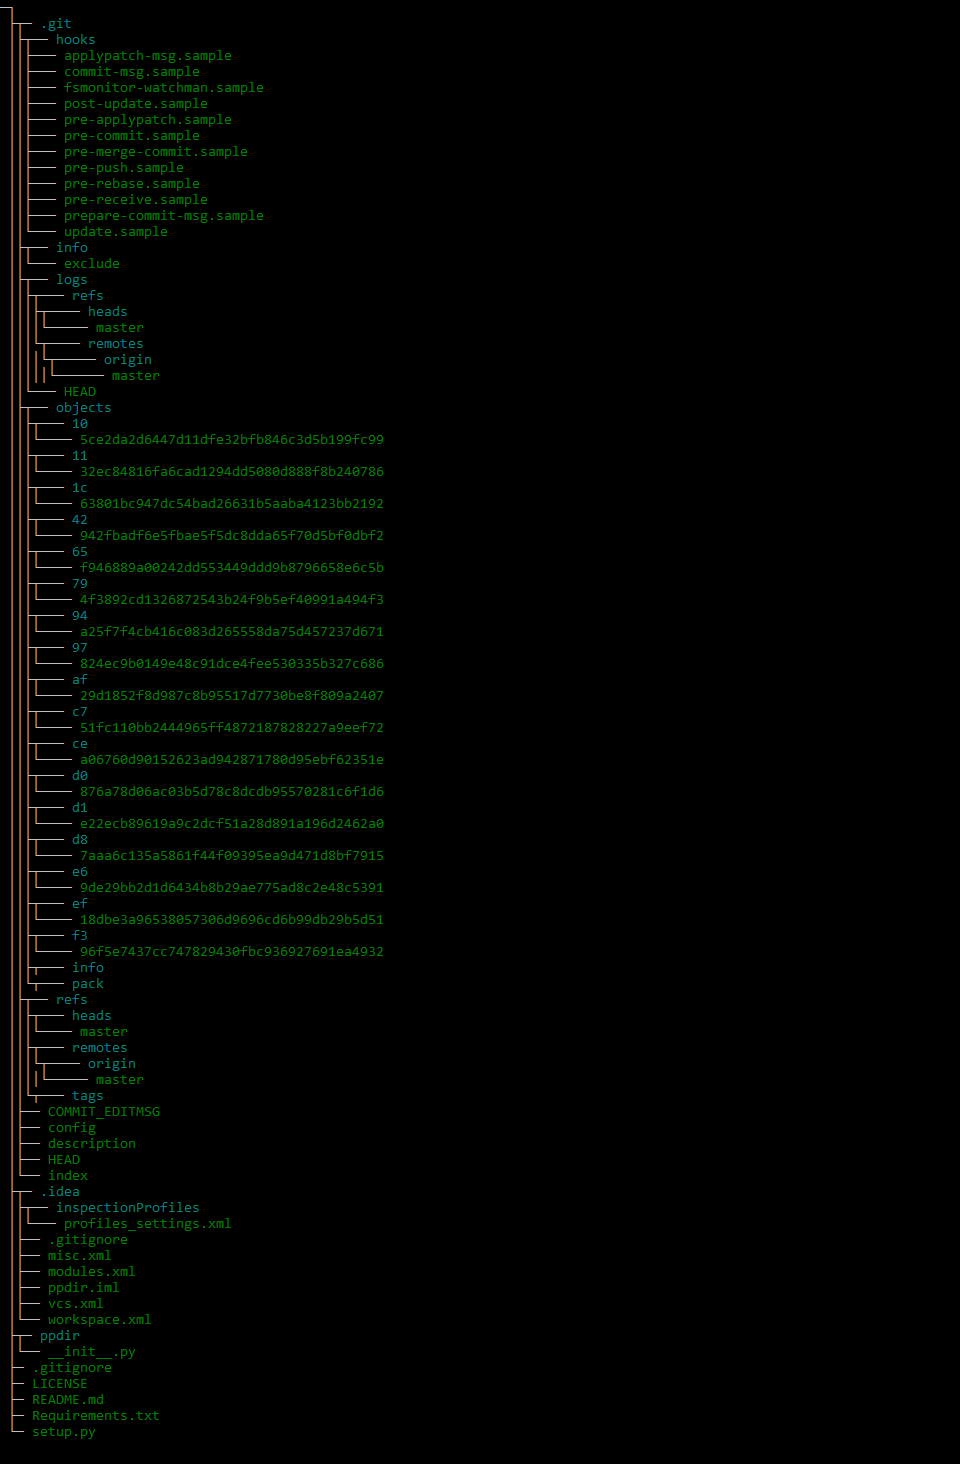 .git
hooks
applypatch-msg.sample
commit-msg.sample
fsmonitor-watchman.sample
post-update.sample
pre-applypatch.sample
pre-commit.sample
pre-merge-commit.sample
pre-push.sample
pre-rebase.sample
pre-receive.sample
prepare-commit-msg.sample
update.sample
info
exclude
logs
refs
heads
master
remotes
origin
master
HEAD
objects
10
5ce2da2d6447d11dfe32bfb846c3d5b199fc99
11
32ec84816fa6cad1294dd5080d888f8b240786
1c
63801bc947dc54bad26631b5aaba4123bb2192
42
942fbadf6e5fbae5f5dc8dda65f70d5bf0dbf2
65
f946889a00242dd553449ddd9b8796658e6c5b
79
4f3892cd1326872543b24f9b5ef40991a494f3
94
a25f7f4cb416c083d265558da75d457237d671
97
824ec9b0149e48c91dce4fee530335b327c686
af
29d1852f8d987c8b95517d7730be8f809a2407
c7
51fc110bb2444965ff4872187828227a9eef72
ce
a06760d90152623ad942871780d95ebf62351e
d0
876a78d06ac03b5d78c8dcdb95570281c6f1d6
d1
e22ecb89619a9c2dcf51a28d891a196d2462a0
d8
7aaa6c135a5861f44f09395ea9d471d8bf7915
e6
9de29bb2d1d6434b8b29ae775ad8c2e48c5391
ef
18dbe3a96538057306d9696cd6b99db29b5d51
f3
96f5e7437cc747829430fbc936927691ea4932
info
pack
refs
heads
master
remotes
origin
master
tags
COMMIT_EDITMSG
config
description
HEAD
index
.idea
inspectionProfiles
profiles_settings.xml
.gitignore
misc.xml
modules.xml
ppdir.iml
vcs.xml
workspace.xml
ppdir
__init__.py
.gitignore
LICENSE
README.md
Requirements.txt
setup.py